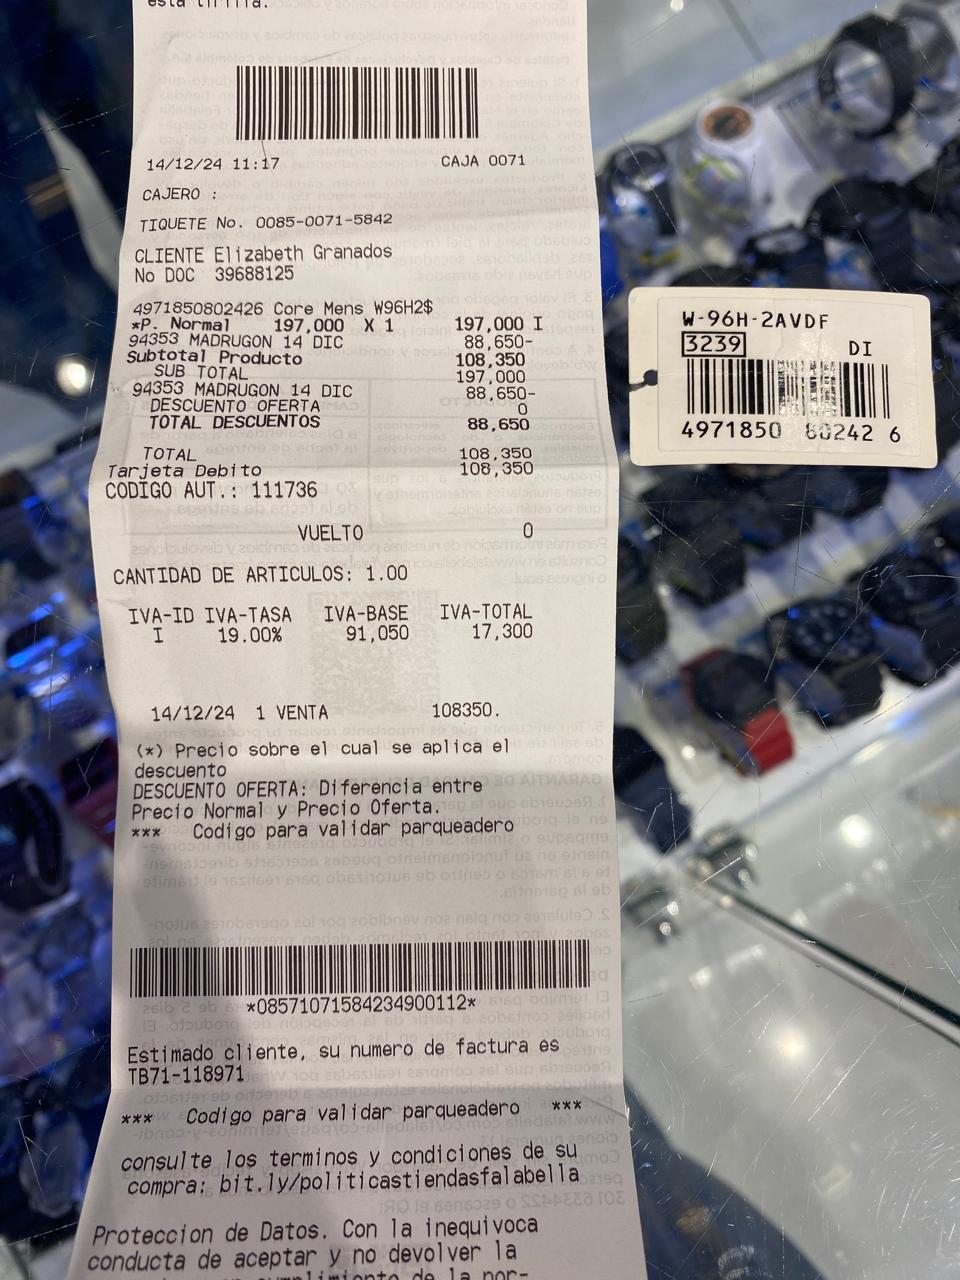 esta tirilla.
14/12/24 11:17 CAJA 0071
CAJERO :
TIQUETE No. 0085-0071-5842
CLIENTE Elizabeth Granados
No DOC 39688125
4971850802426 Core Mens W96H2$
*P. Normal 197,000 X 1 197,000 I
94353 MADRUGON 14 DIC 88,650-
Subtotal Producto 108,350
SUB TOTAL 197,000
94353 MADRUGON 14 DIC 88,650-
DESCUENTO OFERTA 0
TOTAL DESCUENTOS 88,650
TOTAL 108,350
Tarjeta Debito 108,350
CODIGO AUT.: 111736
VUELTO 0
CANTIDAD DE ARTICULOS: 1.00
IVA-ID IVA-TASA IVA-BASE IVA-TOTAL
I 19.00% 91,050 17,300
14/12/24 1 VENTA 108350.
(*) Precio sobre el cual se aplica el
descuento
DESCUENTO OFERTA: Diferencia entre
Precio Normal y Precio Oferta.
*** Codigo para validar parqueadero
*08571071584234900112*
Estimado cliente, su numero de factura es
TB71-118971
*** Codigo para validar parqueadero ***
consulte los terminos y condiciones de su
compra: bit.ly/politicastiendasfalabella
Proteccion de Datos. Con la inequivoca
conducta de aceptar y no devolver la
de la nor-
W-96H-2AVDF
3239 DI
4971850 80242 6